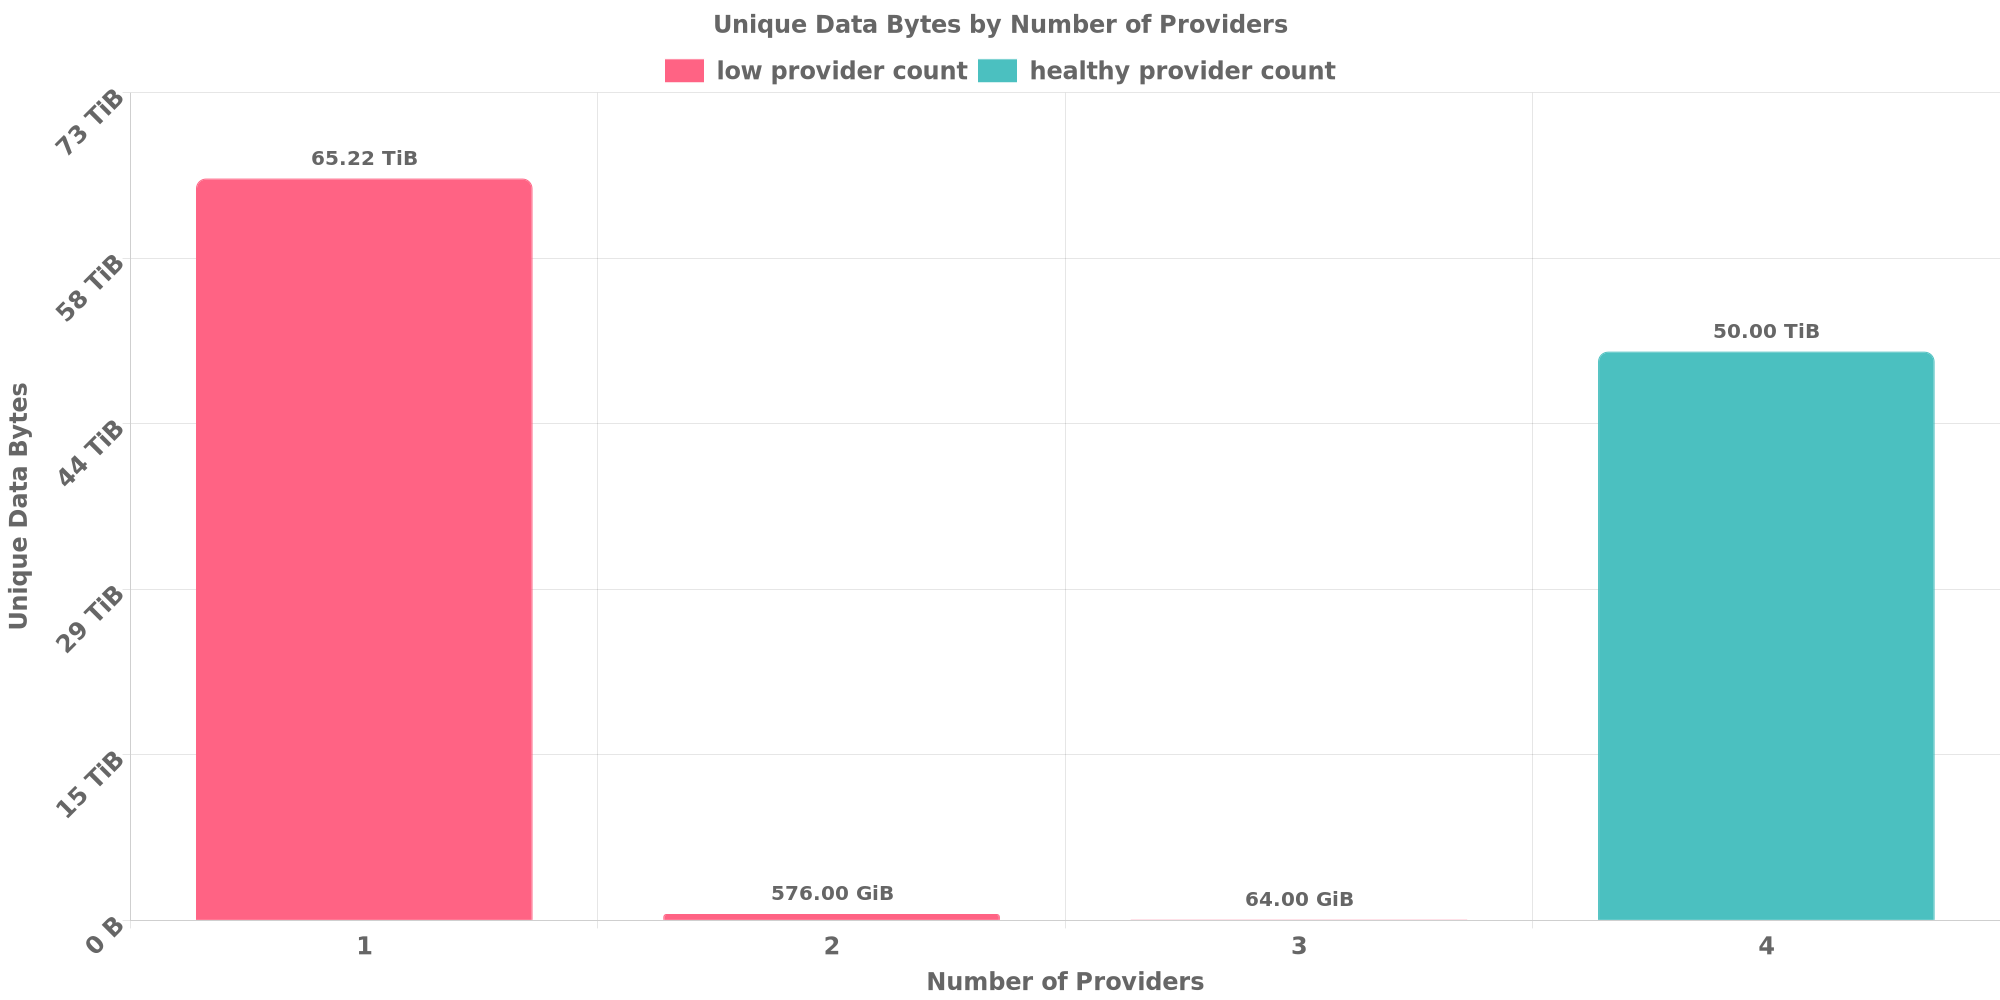 Unique Data Bytes by Number of Providers
low provider count healthy provider count
73 TiB
58 TiB
44 TiB
29 TiB
15 TiB
0 B
Unique Data Bytes
65.22 TiB
576.00 GiB
64.00 GiB
50.00 TiB
1 2 3 4
Number of Providers